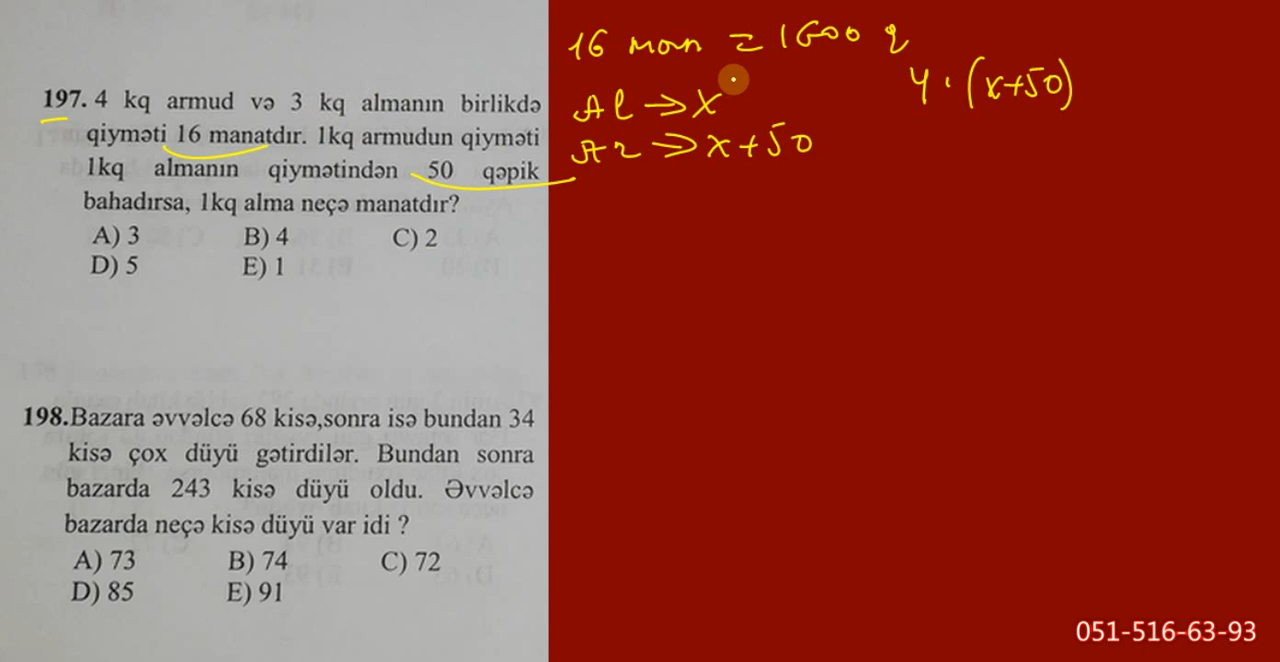 197. 4 kq armud və 3 kq almanın birlikdə
qiyməti 16 manatdır. 1kq armudun qiyməti
1kq almanın qiymətindən 50 qəpik
bahadırsa, 1kq alma neçə manatdır?
A) 3 B) 4 C) 2
D) 5 E) 1
198.Bazara əvvəlcə 68 kisə,sonra isə bundan 34
kisə çox düyü gətirdilər. Bundan sonra
bazarda 243 kisə düyü oldu. Əvvəlcə
bazarda neçə kisə düyü var idi ?
A) 73 B) 74 C) 72
D) 85 E) 91
16 man = 1600 q
Al → x
Ar → x+50
4·(x+50)
051-516-63-93